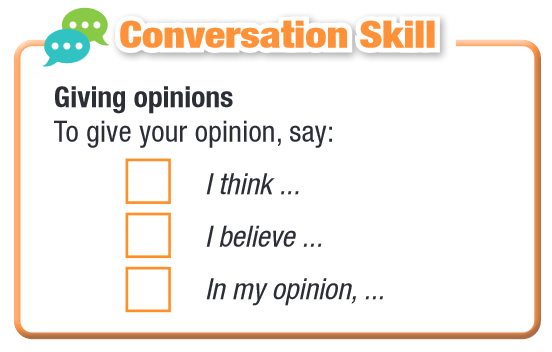 Conversation Skill
Giving opinions
To give your opinion, say:
I think ...
I believe ...
In my opinion, ...